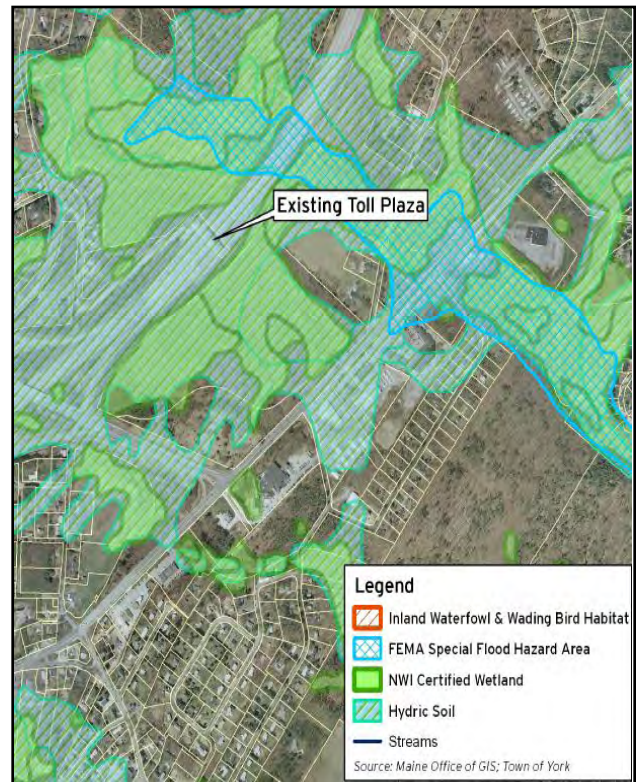 Existing Toll Plaza
Legend
Inland Waterfowl & Wading Bird Habitat
FEMA Special Flood Hazard Area
NWI Certified Wetland
Hydric Soil
Streams
Source: Maine Office of GIS; Town of York